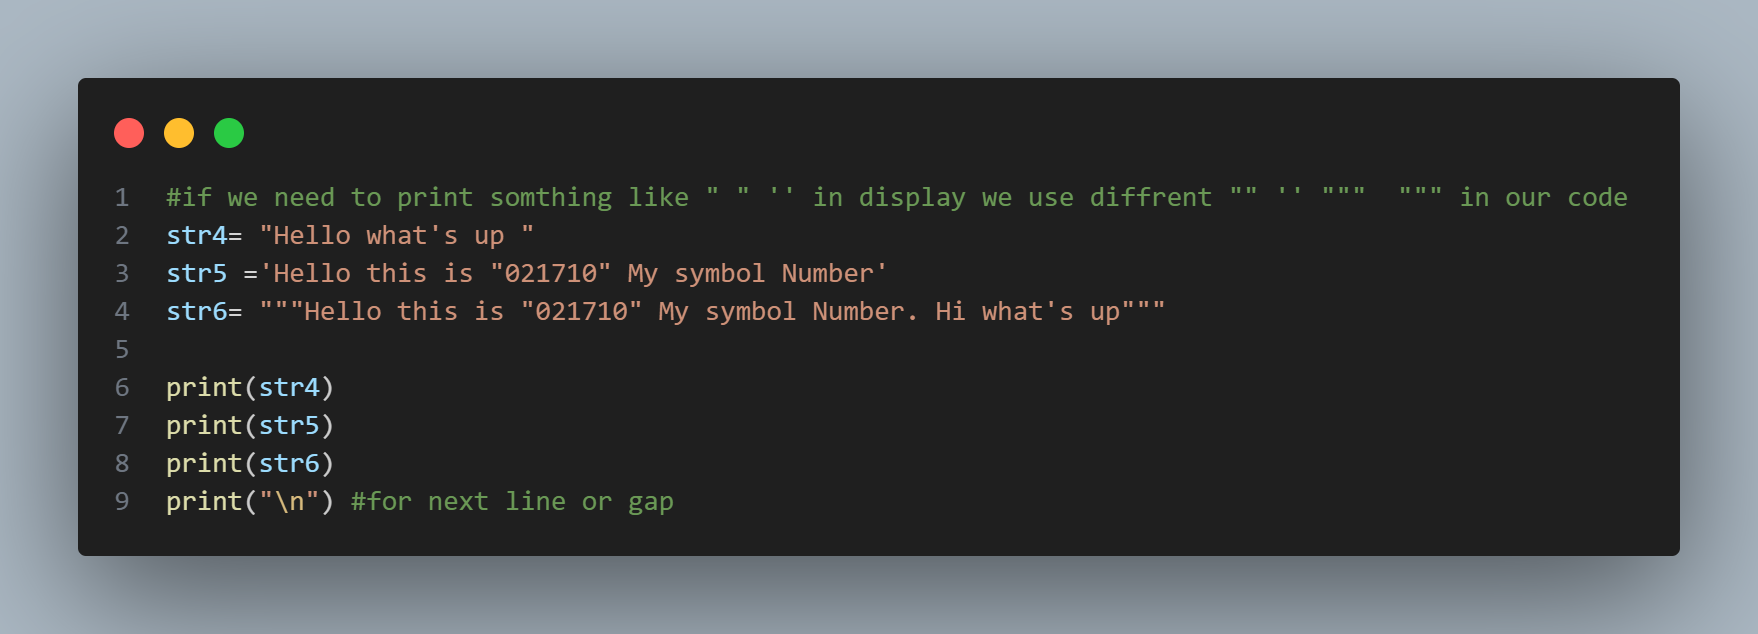 1 #if we need to print somthing like " " '' in display we use diffrent "" '' """  """ in our code
2 str4= "Hello what's up "
3 str5 ='Hello this is "021710" My symbol Number'
4 str6= """Hello this is "021710" My symbol Number. Hi what's up"""
5
6 print(str4)
7 print(str5)
8 print(str6)
9 print("\n") #for next line or gap